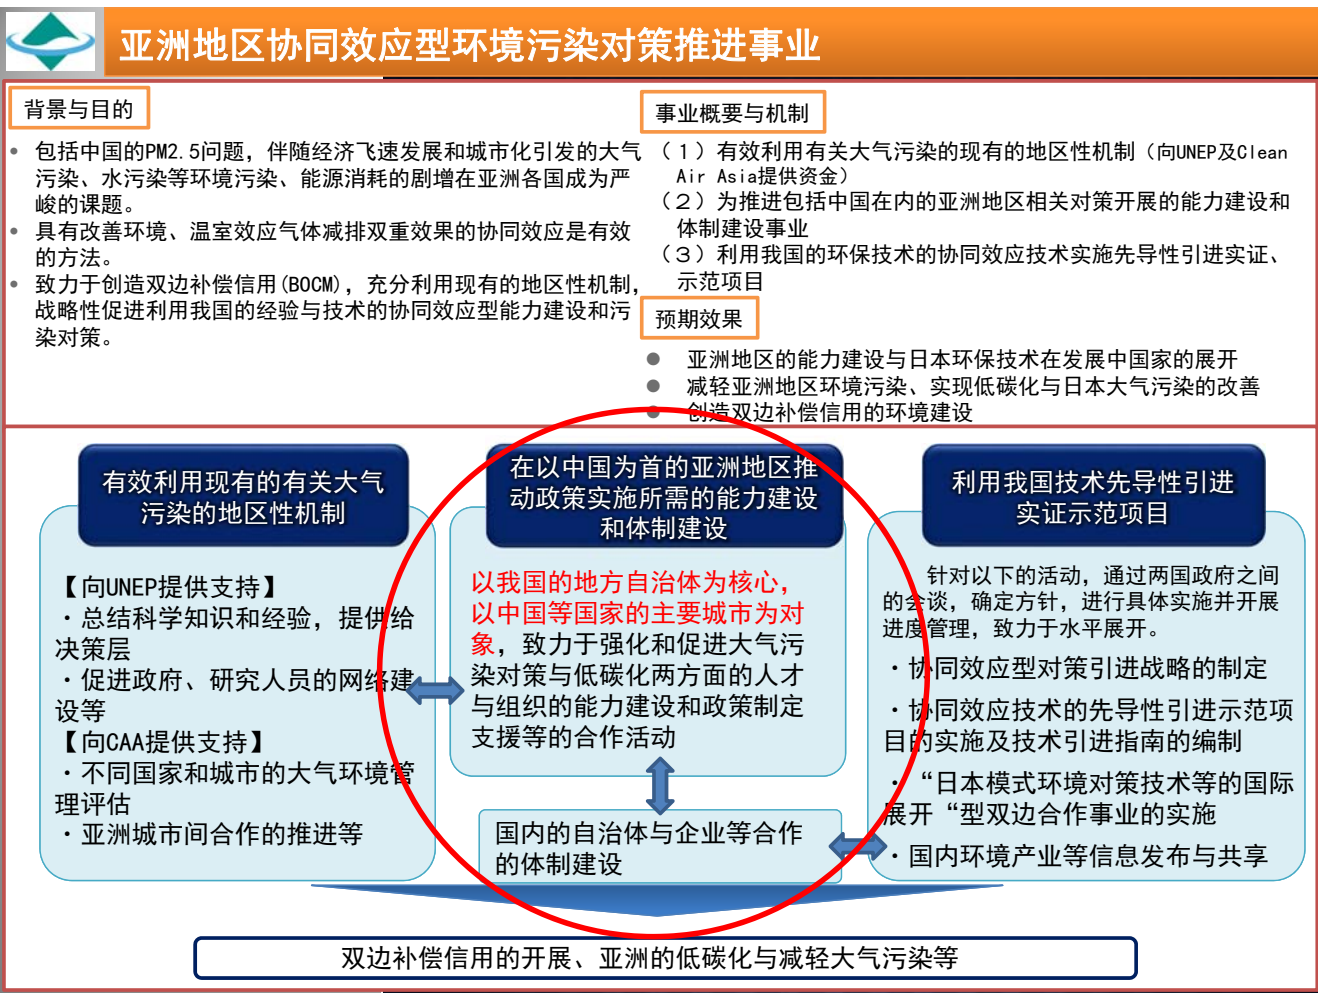 亚洲地区协同效应型环境污染对策推进事业
背景与目的
• 包括中国的PM2.5问题，伴随经济飞速发展和城市化引发的大气
污染、水污染等环境污染、能源消耗的剧增在亚洲各国成为严
峻的课题。
• 具有改善环境、温室效应气体减排双重效果的协同效应是有效
的方法。
• 致力于创造双边补偿信用(BOCM)，充分利用现有的地区性机制，
战略性促进利用我国的经验与技术的协同效应型能力建设和污
染对策。
事业概要与机制
（１）有效利用有关大气污染的现有的地区性机制（向UNEP及Clean
Air Asia提供资金）
（２）为推进包括中国在内的亚洲地区相关对策开展的能力建设和
体制建设事业
（３）利用我国的环保技术的协同效应技术实施先导性引进实证、
示范项目
预期效果
● 亚洲地区的能力建设与日本环保技术在发展中国家的展开
● 减轻亚洲地区环境污染、实现低碳化与日本大气污染的改善
● 创造双边补偿信用的环境建设
有效利用现有的有关大气
污染的地区性机制
【向UNEP提供支持】
・总结科学知识和经验，提供给
决策层
・促进政府、研究人员的网络建
设等
【向CAA提供支持】
・不同国家和城市的大气环境管
理评估
・亚洲城市间合作的推进等
在以中国为首的亚洲地区推
动政策实施所需的能力建设
和体制建设
以我国的地方自治体为核心，
以中国等国家的主要城市为对
象，致力于强化和促进大气污
染对策与低碳化两方面的人才
与组织的能力建设和政策制定
支援等的合作活动
国内的自治体与企业等合作
的体制建设
利用我国技术先导性引进
实证示范项目
针对以下的活动，通过两国政府之间
的会谈，确定方针，进行具体实施并开展
进度管理，致力于水平展开。
・协同效应型对策引进战略的制定
・协同效应技术的先导性引进示范项
目的实施及技术引进指南的编制
・“日本模式环境对策技术等的国际
展开“型双边合作事业的实施
・国内环境产业等信息发布与共享
双边补偿信用的开展、亚洲的低碳化与减轻大气污染等